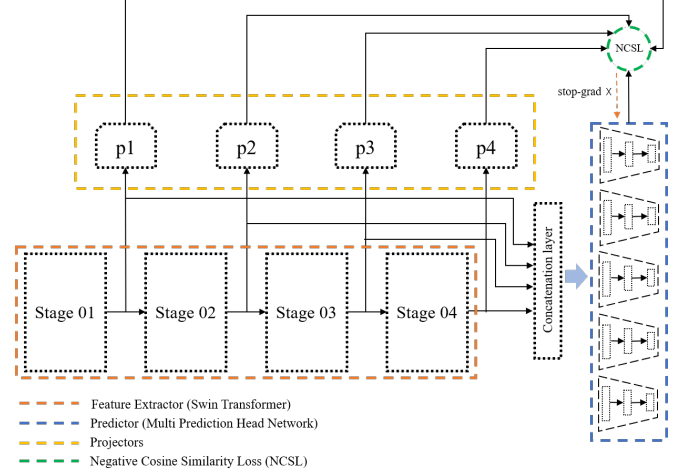 NCSL
stop-grad X
p1
p2
p3
p4
Concatenation layer
Stage 01
Stage 02
Stage 03
Stage 04
Feature Extractor (Swin Transformer)
Predictor (Multi Prediction Head Network)
Projectors
Negative Cosine Similarity Loss (NCSL)